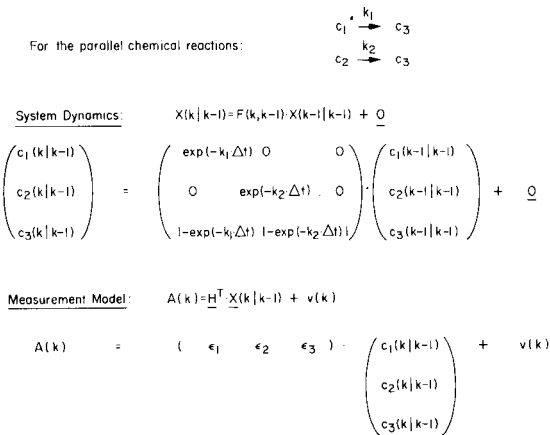 For the parallel chemical reactions:
c₁ —k₁→ c₃
c₂ —k₂→ c₃
System Dynamics: X(k|k-1)=F(k,k-1)·X(k-1|k-1) + 0
c₁(k|k-1) exp(-k₁·Δt) 0 0 c₁(k-1|k-1)
c₂(k|k-1) = 0 exp(-k₂·Δt) . 0 · c₂(k-1|k-1) + 0
c₃(k|k-1) 1-exp(-k₁·Δt) 1-exp(-k₂·Δt) 1 c₃(k-1|k-1)
Measurement Model: A(k)=Hᵀ·X(k|k-1) + v(k)
A(k) = ( ε₁ ε₂ ε₃ ) · c₁(k|k-1) + v(k)
c₂(k|k-1)
c₃(k|k-1)